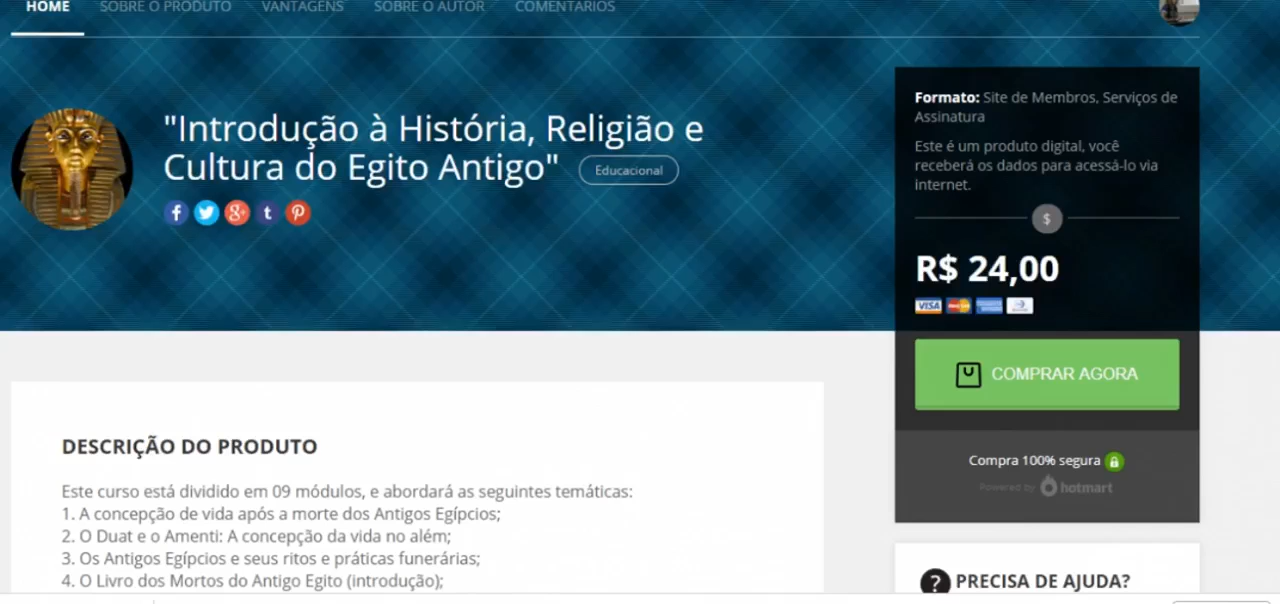 HOME SOBRE O PRODUTO VANTAGENS SOBRE O AUTOR COMENTÁRIOS
"Introdução à História, Religião e
Cultura do Egito Antigo" Educacional
Formato: Site de Membros, Serviços de
Assinatura
Este é um produto digital, você
receberá os dados para acessá-lo via
internet.
$
R$ 24,00
VISA
COMPRAR AGORA
Compra 100% segura
Powered by hotmart
DESCRIÇÃO DO PRODUTO
Este curso está dividido em 09 módulos, e abordará as seguintes temáticas:
1. A concepção de vida após a morte dos Antigos Egípcios;
2. O Duat e o Amenti: A concepção da vida no além;
3. Os Antigos Egípcios e seus ritos e práticas funerárias;
4. O Livro dos Mortos do Antigo Egito (introdução);
? PRECISA DE AJUDA?